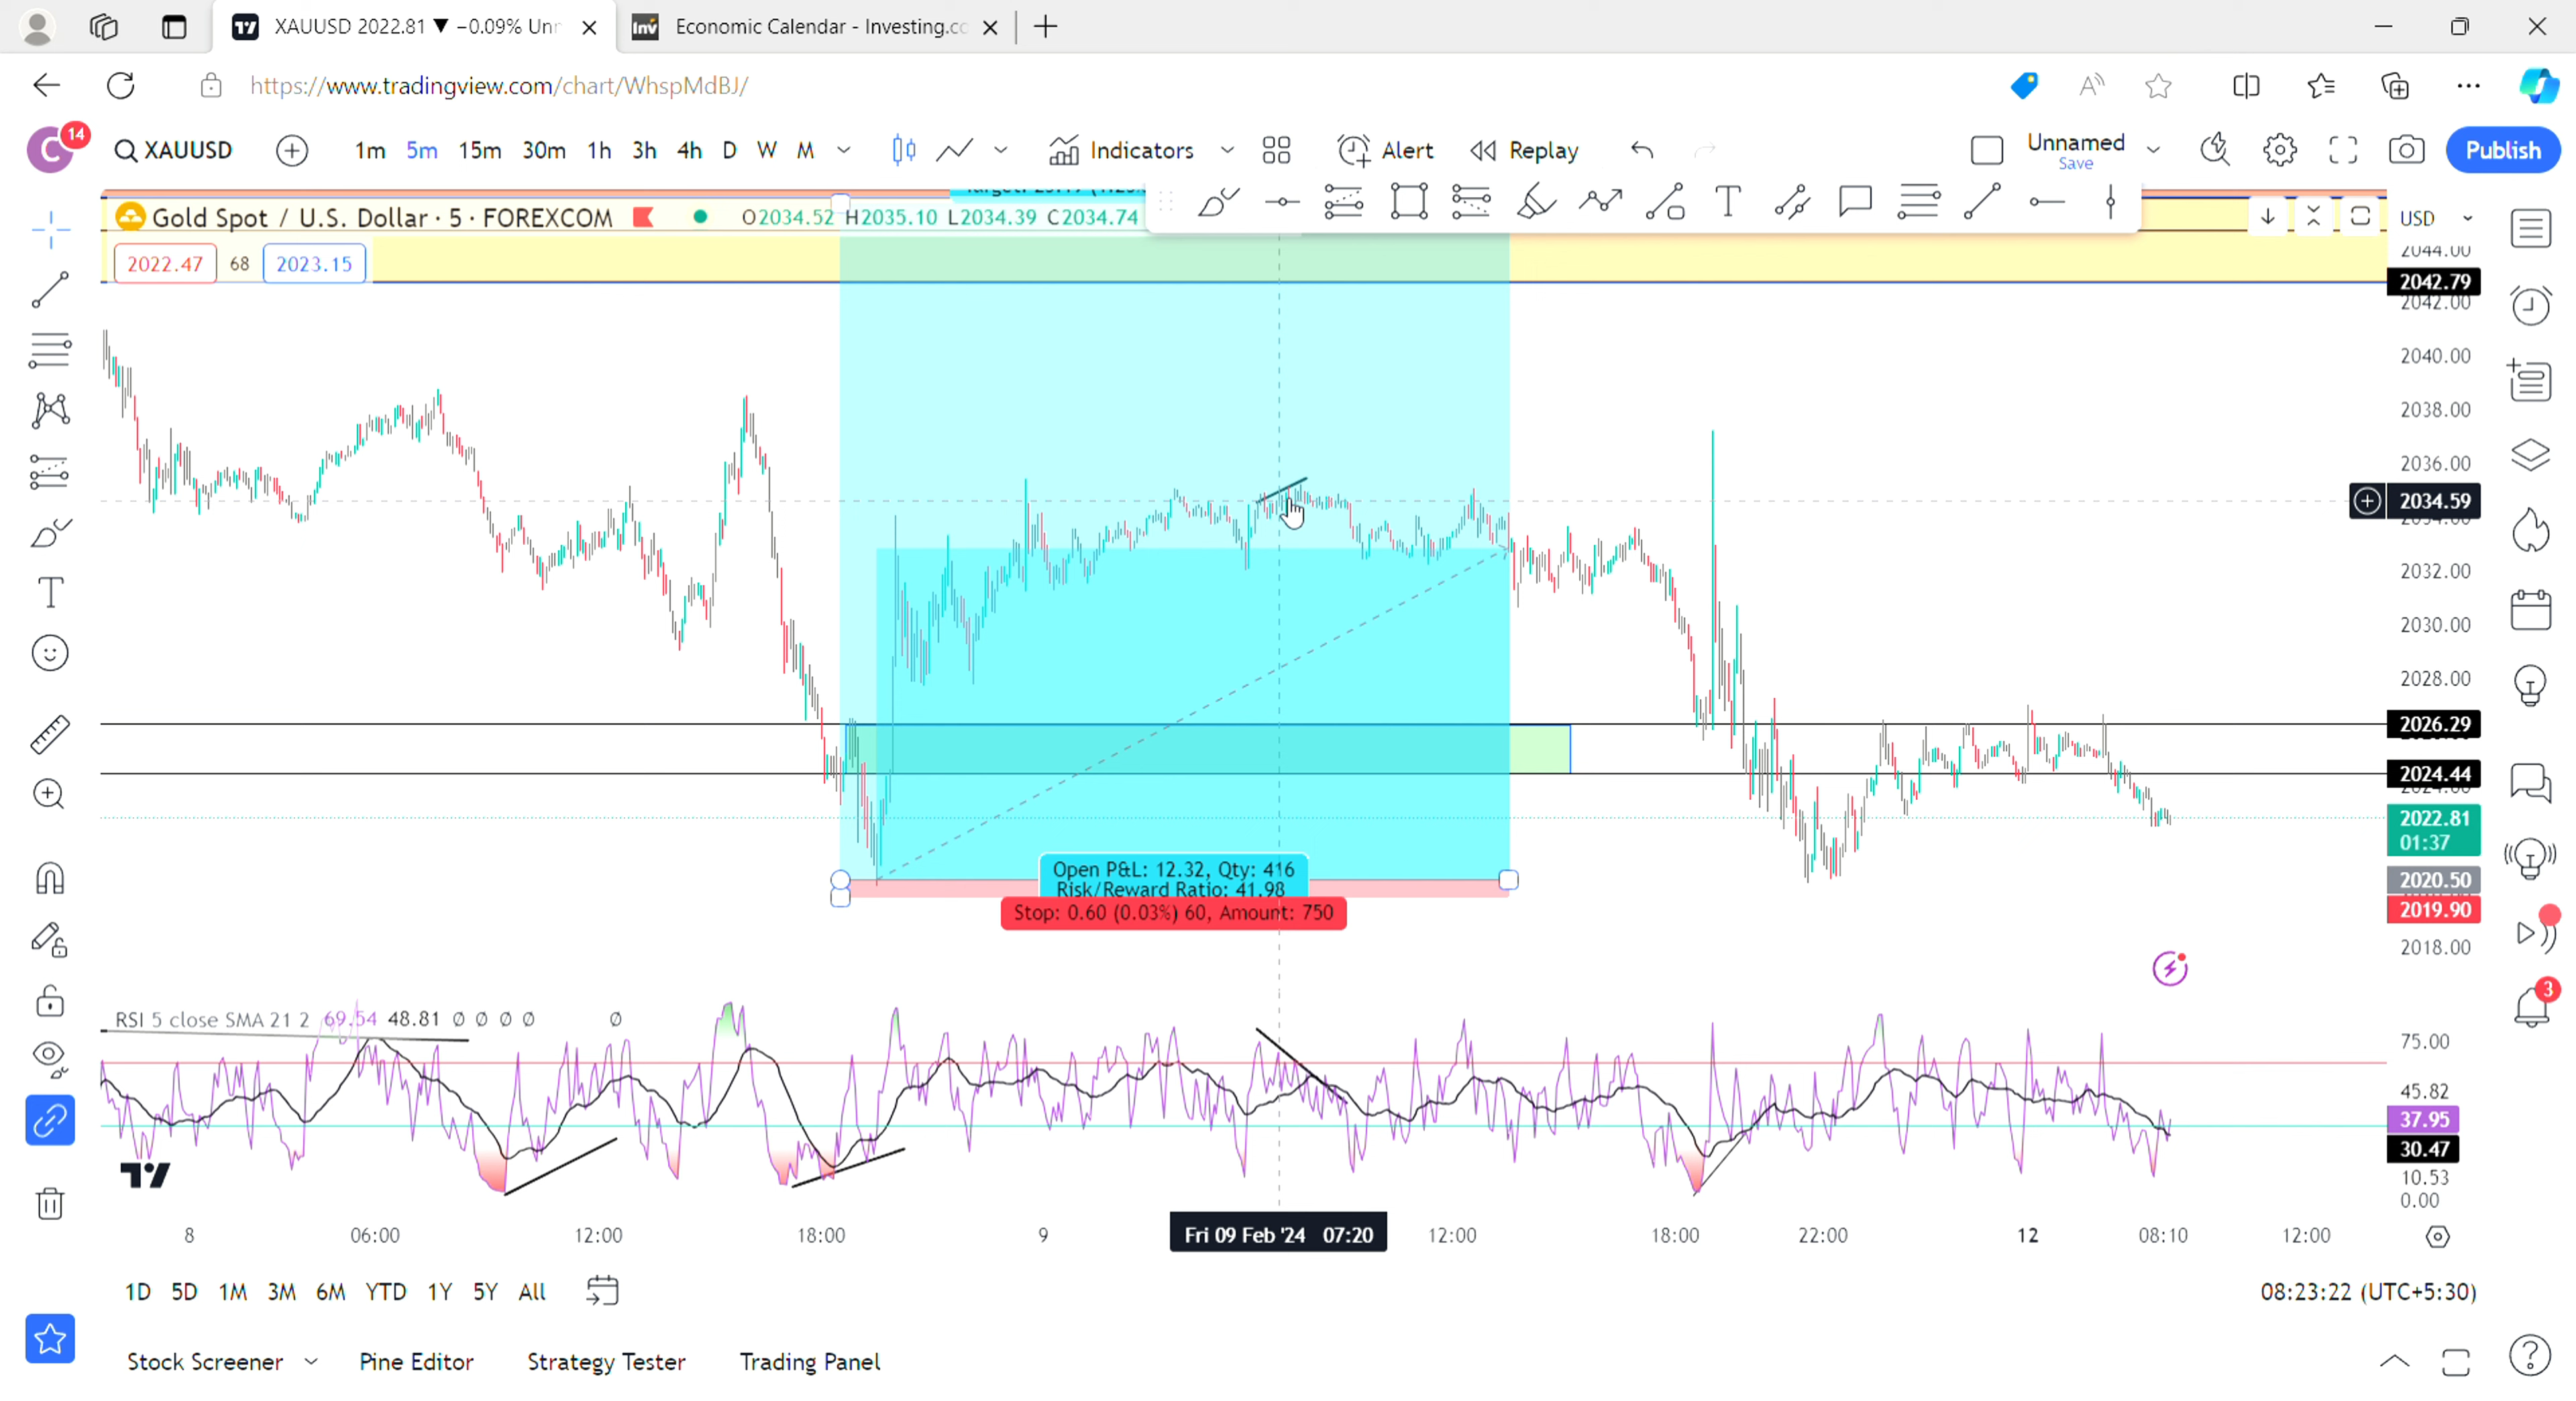 XAUUSD 2022.81 ▼ −0.09% Unn
Economic Calendar - Investing.co
https://www.tradingview.com/chart/WhspMdBJ/
C 14
XAUUSD
1m 5m 15m 30m 1h 3h 4h D W M
Indicators
Alert
Replay
Unnamed
Save
Publish
Gold Spot / U.S. Dollar · 5 · FOREXCOM
O2034.52 H2035.10 L2034.39 C2034.74
USD
2022.47 68 2023.15
2044.00
2042.79
2042.00
2040.00
2038.00
2036.00
2034.59
2032.00
2030.00
2028.00
2026.29
2024.44
2022.81
01:37
2020.50
2019.90
2018.00
Open P&L: 12.32, Qty: 416
Risk/Reward Ratio: 41.98
Stop: 0.60 (0.03%) 60, Amount: 750
RSI 5 close SMA 21 2 69.54 48.81 ∅ ∅ ∅ ∅ ∅
75.00
45.82
37.95
30.47
10.53
0.00
3
8 06:00 12:00 18:00 9 Fri 09 Feb '24 07:20 12:00 18:00 22:00 12 08:10 12:00
1D 5D 1M 3M 6M YTD 1Y 5Y All
08:23:22 (UTC+5:30)
Stock Screener Pine Editor Strategy Tester Trading Panel